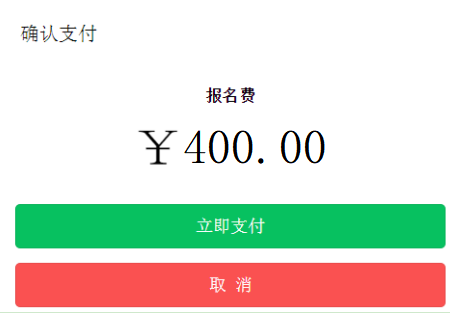 确认支付
报名费
￥400.00
立即支付
取 消